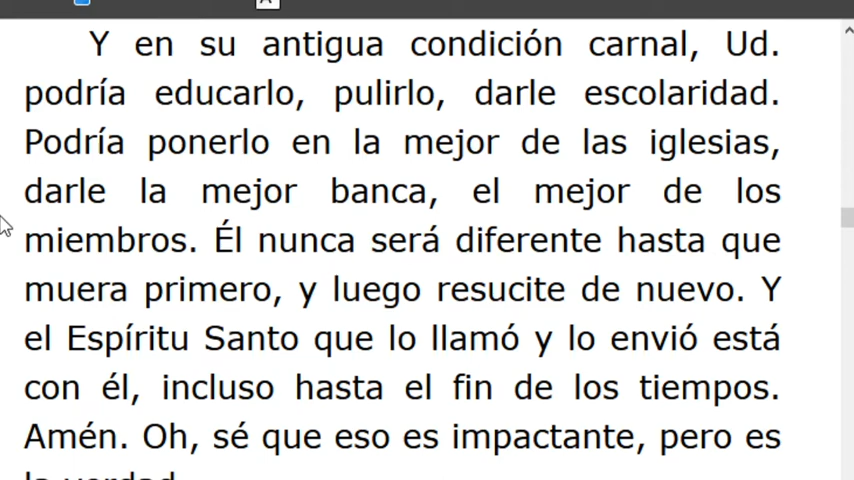 Y en su antigua condición carnal, Ud.
podría educarlo, pulirlo, darle escolaridad.
Podría ponerlo en la mejor de las iglesias,
darle la mejor banca, el mejor de los
miembros. Él nunca será diferente hasta que
muera primero, y luego resucite de nuevo. Y
el Espíritu Santo que lo llamó y lo envió está
con él, incluso hasta el fin de los tiempos.
Amén. Oh, sé que eso es impactante, pero es
la verdad